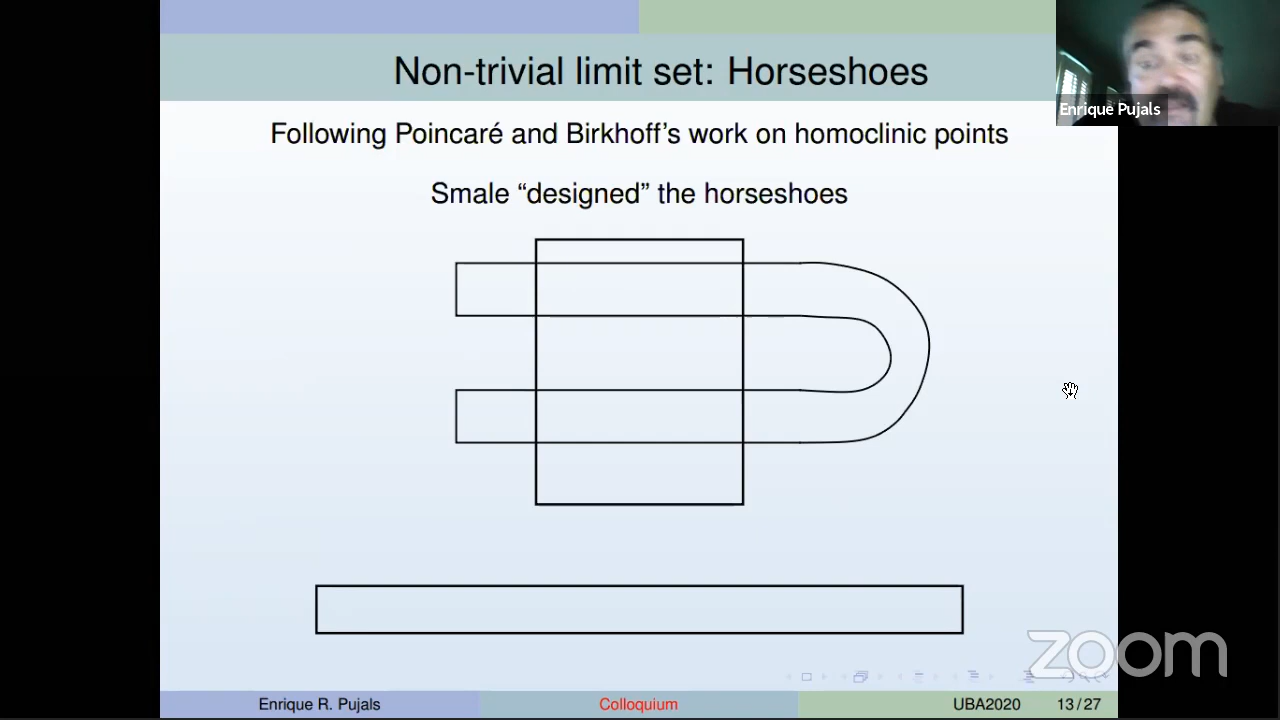 Non-trivial limit set: Horseshoes
Enrique Pujals
Following Poincaré and Birkhoff's work on homoclinic points
Smale “designed” the horseshoes
zoom
Enrique R. Pujals
Colloquium
UBA2020
13/27